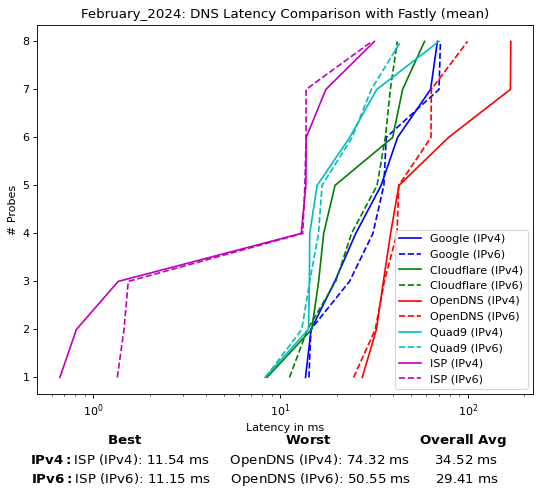 February_2024: DNS Latency Comparison with Fastly (mean)
8
7
6
5
4
3
2
1
# Probes
Google (IPv4)
Google (IPv6)
Cloudflare (IPv4)
Cloudflare (IPv6)
OpenDNS (IPv4)
OpenDNS (IPv6)
Quad9 (IPv4)
Quad9 (IPv6)
ISP (IPv4)
ISP (IPv6)
10⁰ 10¹ 10²
Latency in ms
Best Worst Overall Avg
IPv4: ISP (IPv4): 11.54 ms OpenDNS (IPv4): 74.32 ms 34.52 ms
IPv6: ISP (IPv6): 11.15 ms OpenDNS (IPv6): 50.55 ms 29.41 ms